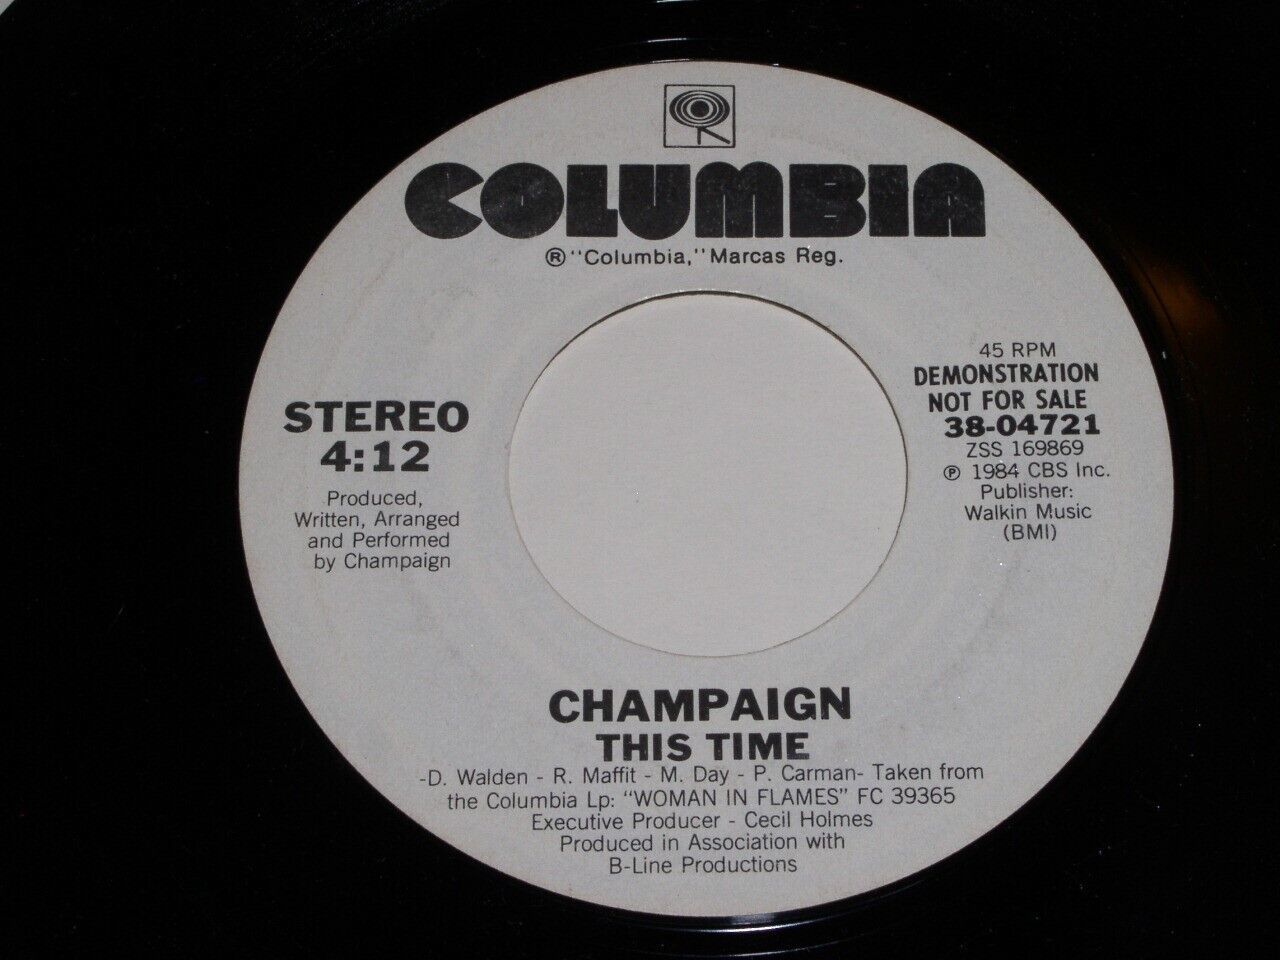 COLUMBIA
® "Columbia," Marcas Reg.
STEREO
4:12
Produced,
Written, Arranged
and Performed
by Champaign
45 RPM
DEMONSTRATION
NOT FOR SALE
38-04721
ZSS 169869
℗ 1984 CBS Inc.
Publisher:
Walkin Music
(BMI)
CHAMPAIGN
THIS TIME
-D. Walden - R. Maffit - M. Day - P. Carman- Taken from
the Columbia Lp: "WOMAN IN FLAMES" FC 39365
Executive Producer - Cecil Holmes
Produced in Association with
B-Line Productions